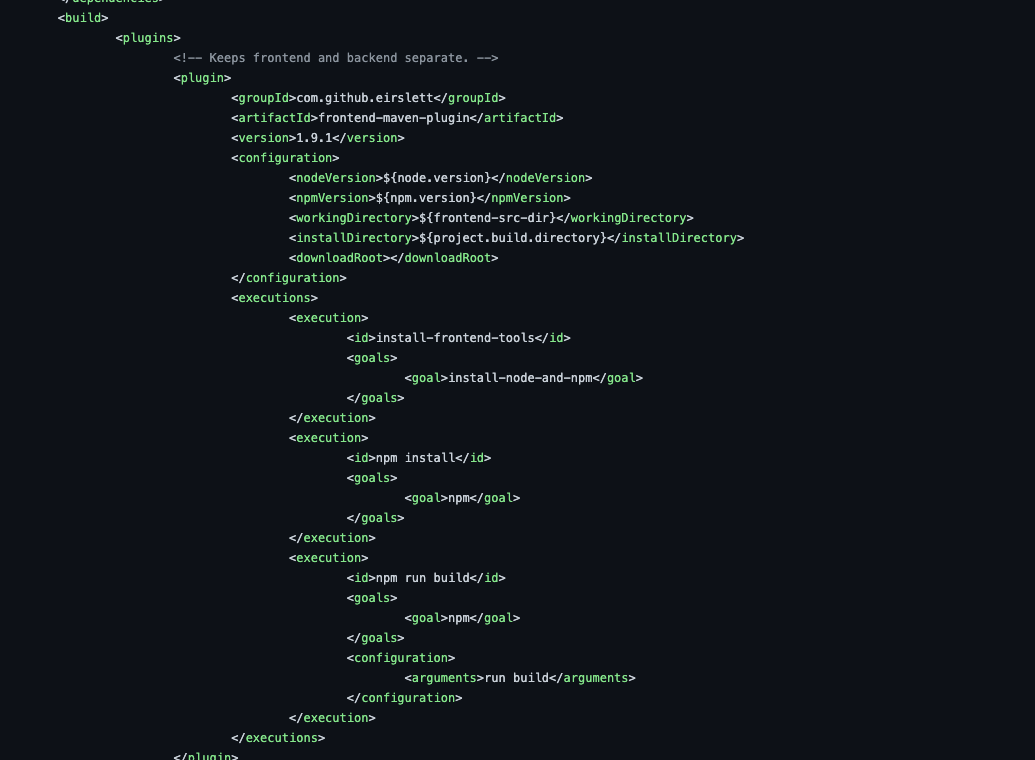 </dependencies>
<build>
<plugins>
<!-- Keeps frontend and backend separate. -->
<plugin>
<groupId>com.github.eirslett</groupId>
<artifactId>frontend-maven-plugin</artifactId>
<version>1.9.1</version>
<configuration>
<nodeVersion>${node.version}</nodeVersion>
<npmVersion>${npm.version}</npmVersion>
<workingDirectory>${frontend-src-dir}</workingDirectory>
<installDirectory>${project.build.directory}</installDirectory>
<downloadRoot></downloadRoot>
</configuration>
<executions>
<execution>
<id>install-frontend-tools</id>
<goals>
<goal>install-node-and-npm</goal>
</goals>
</execution>
<execution>
<id>npm install</id>
<goals>
<goal>npm</goal>
</goals>
</execution>
<execution>
<id>npm run build</id>
<goals>
<goal>npm</goal>
</goals>
<configuration>
<arguments>run build</arguments>
</configuration>
</execution>
</executions>
</plugin>